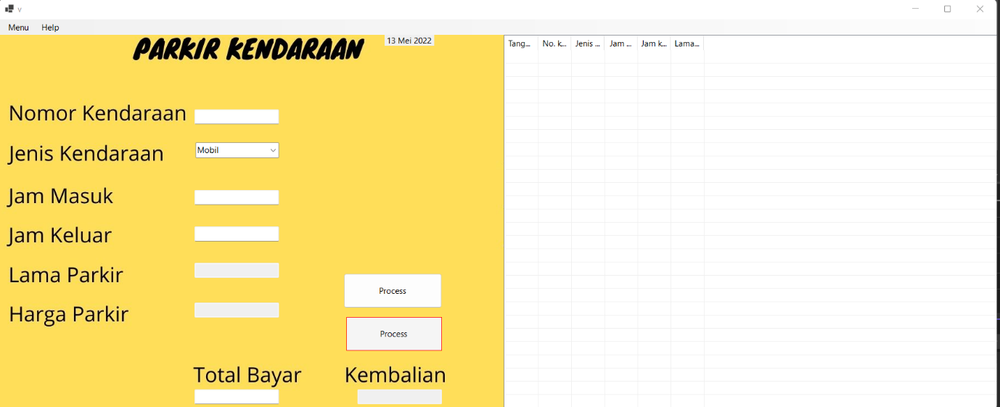 v
Menu Help
PARKIR KENDARAAN
13 Mei 2022
Nomor Kendaraan
Jenis Kendaraan
Mobil
Jam Masuk
Jam Keluar
Lama Parkir
Harga Parkir
Process
Process
Total Bayar
Kembalian
Tang... No. k... Jenis ... Jam ... Jam k... Lama...